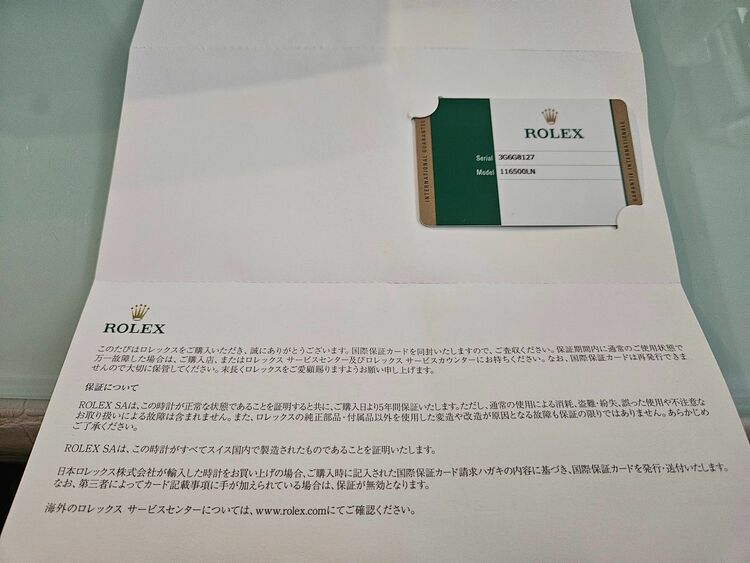 INTERNATIONAL GUARANTEE
ROLEX
Serial 3G6G8127
Model 116500LN
GARANTIE INTERNATIONALE
ROLEX
このたびはロレックスをご購入いただき、誠にありがとうございます。国際保証カードを同封いたしますので、ご査収ください。保証期間内に通常のご使用状態で
万一故障した場合は、ご購入店、またはロレックス サービスセンター及びロレックス サービスカウンターにお持ちください。なお、国際保証カードは再発行できま
せんので大切に保管してください。末長くロレックスをご愛顧賜りますようお願い申し上げます。
保証について
ROLEX SAは、この時計が正常な状態であることを証明すると共に、ご購入日より5年間保証いたします。ただし、通常の使用による消耗、盗難・紛失、誤った使用や不注意な
お取り扱いによる故障は含まれません。また、ロレックスの純正部品・付属品以外を使用した変造や改造が原因となる故障も保証の限りではありません。あらかじめ
ご了承ください。
ROLEX SAは、この時計がすべてスイス国内で製造されたものであることを証明いたします。
日本ロレックス株式会社が輸入した時計をお買い上げの場合、ご購入時に記入された国際保証カード請求ハガキの内容に基づき、国際保証カードを発行・送付いたします。
なお、第三者によってカード記載事項に手が加えられている場合は、保証が無効となります。
海外のロレックス サービスセンターについては、www.rolex.comにてご確認ください。